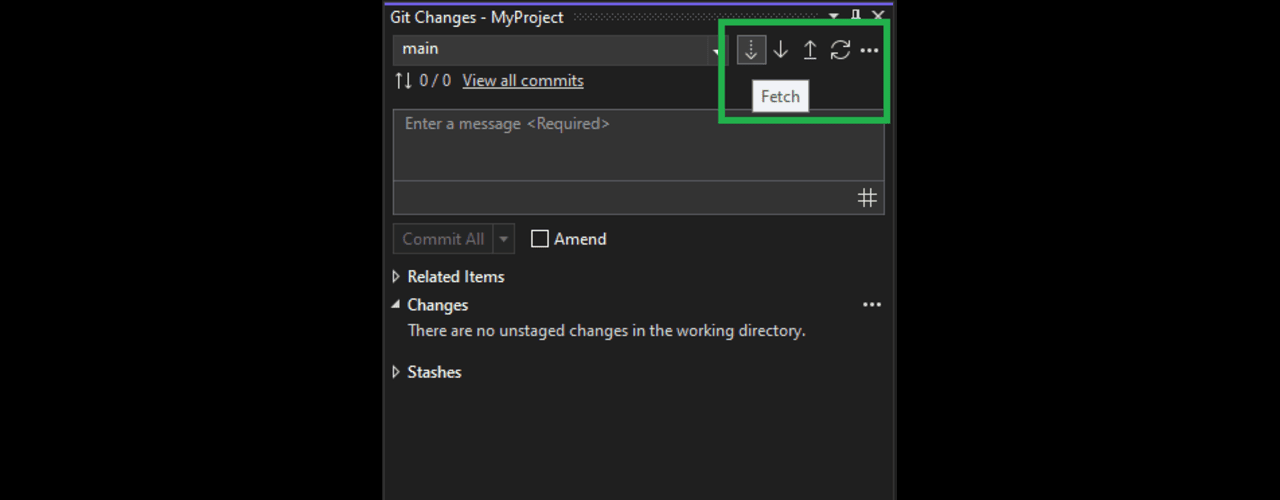 Git Changes - MyProject
main
0 / 0 View all commits
Fetch
Enter a message <Required>
Commit All Amend
Related Items
Changes
There are no unstaged changes in the working directory.
Stashes